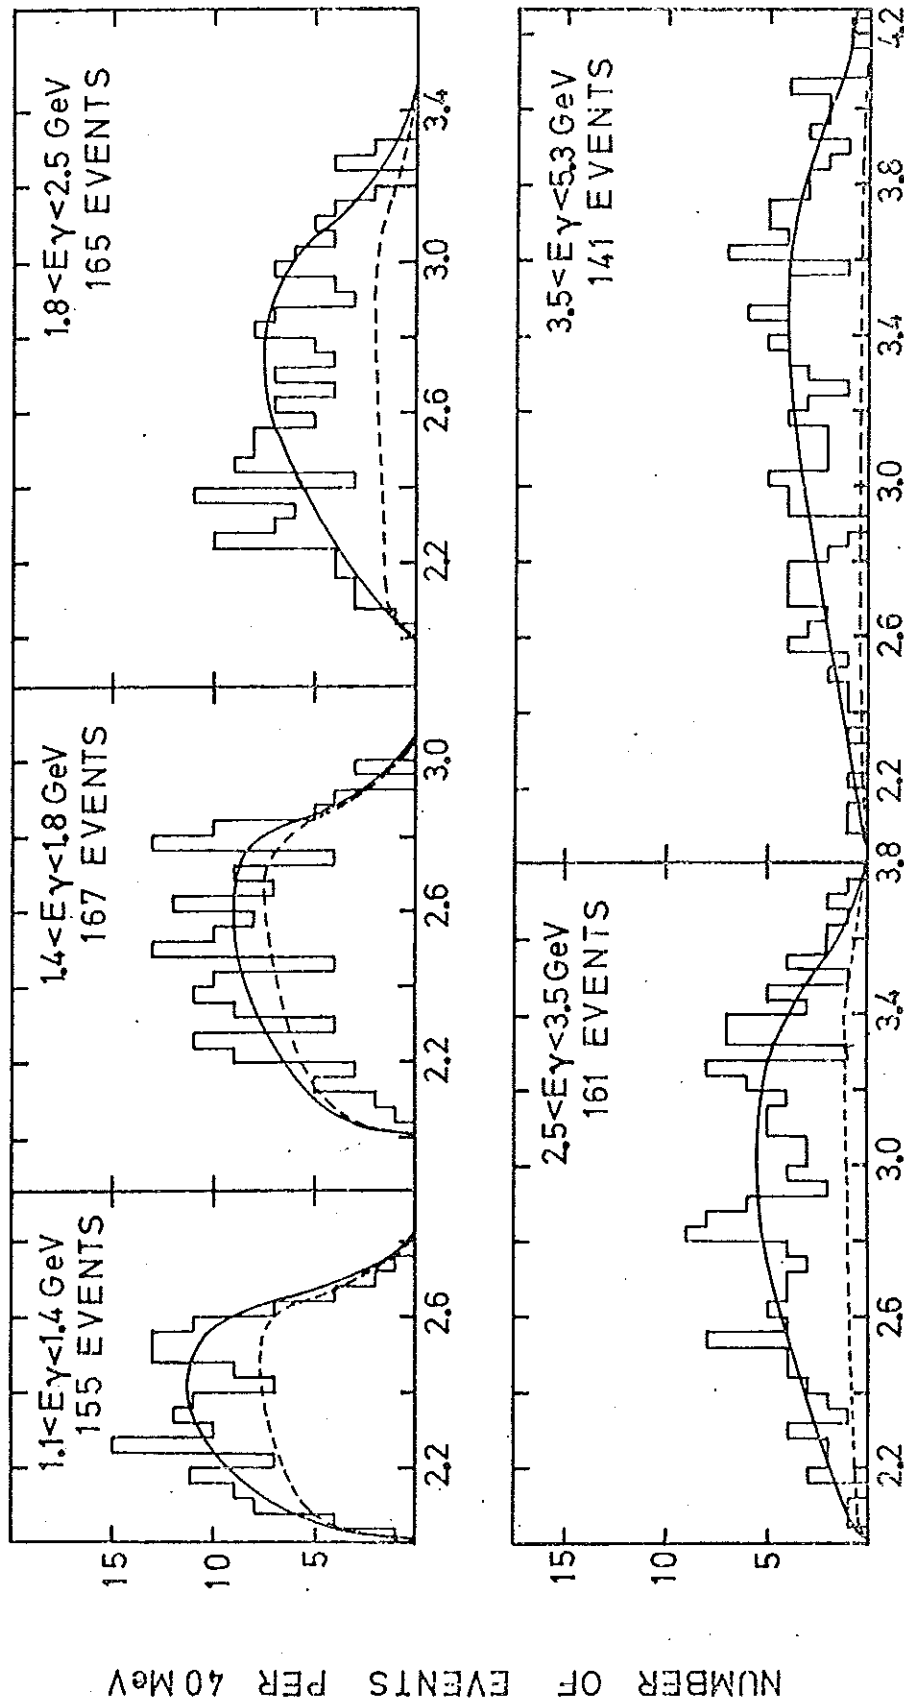 1.1<Eγ<1.4 GeV
155 EVENTS
1.4<Eγ<1.8 GeV
167 EVENTS
1.8<Eγ<2.5 GeV
165 EVENTS
15
10
5
2.2
2.6
2.2
2.6
3.0
2.2
2.6
3.0
3.4
2.5<Eγ<3.5 GeV
161 EVENTS
3.5<Eγ<5.3 GeV
141 EVENTS
15
10
5
2.2
2.6
3.0
3.4
3.8
2.2
2.6
3.0
3.4
3.8
4.2
NUMBER OF EVENTS PER 40 MeV